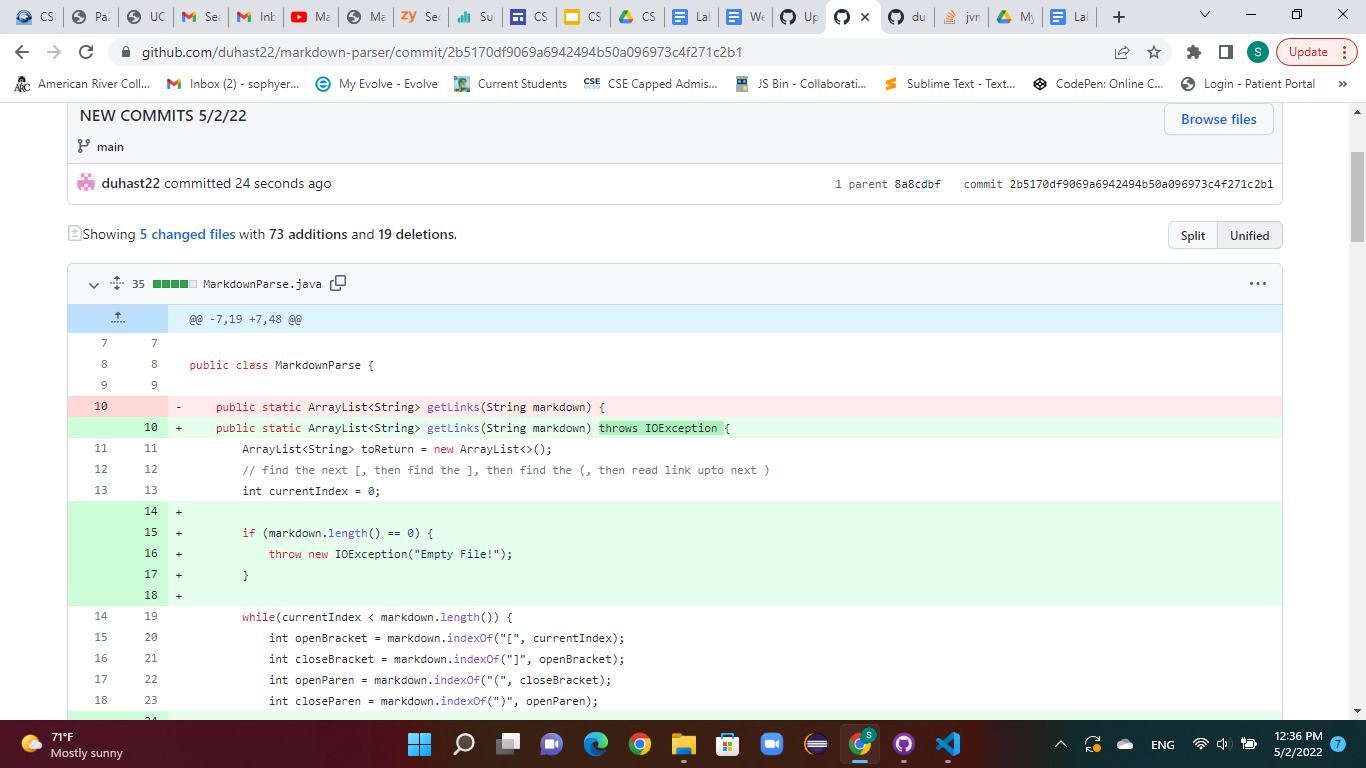 CS
Pa
UC
Sea
Inb
Ma
Ma
zy Sec
Su
CS
CS
CS
Lal
We
Up
du
jvn
My
Lal
github.com/duhast22/markdown-parser/commit/2b5170df9069a6942494b50a096973c4f271c2b1
S
Update
American River Coll...
Inbox (2) - sophyer...
My Evolve - Evolve
Current Students
CSE Capped Admis...
JS Bin - Collaborati...
Sublime Text - Text...
CodePen: Online C...
Login - Patient Portal
»
NEW COMMITS 5/2/22
Browse files
main
duhast22 committed 24 seconds ago
1 parent 8a8cdbf commit 2b5170df9069a6942494b50a096973c4f271c2b1
Showing 5 changed files with 73 additions and 19 deletions.
Split Unified
35 MarkdownParse.java
@@ -7,19 +7,48 @@
7 7
8 8 public class MarkdownParse {
9 9
10 - public static ArrayList<String> getLinks(String markdown) {
10 + public static ArrayList<String> getLinks(String markdown) throws IOException {
11 11 ArrayList<String> toReturn = new ArrayList<>();
12 12 // find the next [, then find the ], then find the (, then read link upto next )
13 13 int currentIndex = 0;
14 +
15 + if (markdown.length() == 0) {
16 + throw new IOException("Empty File!");
17 + }
18 +
14 19 while(currentIndex < markdown.length()) {
15 20 int openBracket = markdown.indexOf("[", currentIndex);
16 21 int closeBracket = markdown.indexOf("]", openBracket);
17 22 int openParen = markdown.indexOf("(", closeBracket);
18 23 int closeParen = markdown.indexOf(")", openParen);
71°F
Mostly sunny
S
ENG
12:36 PM
5/2/2022
7